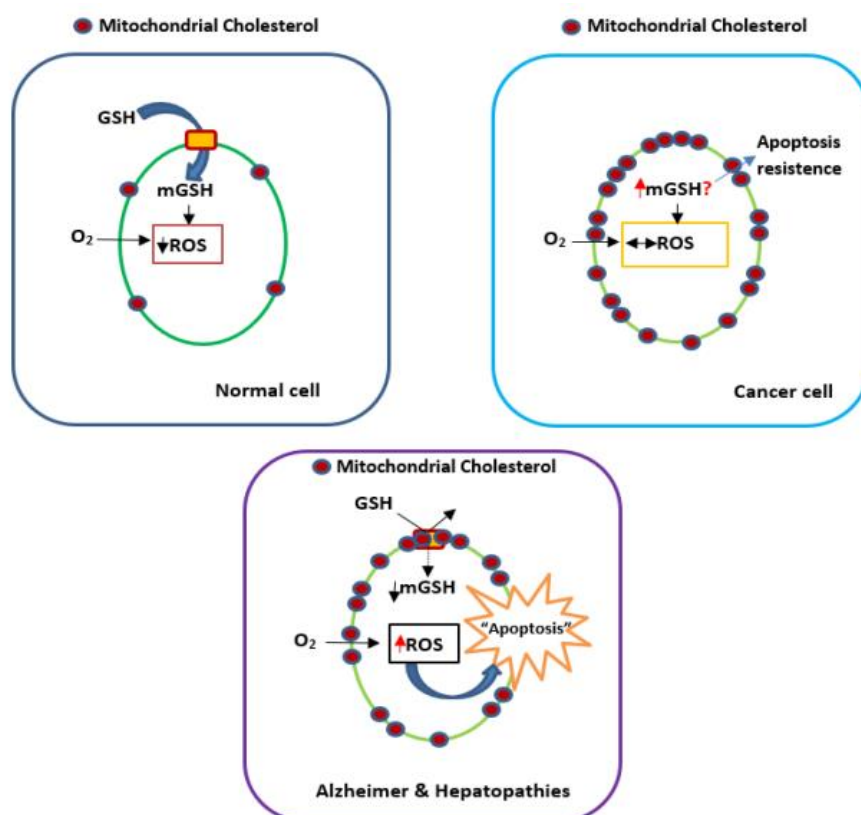 Mitochondrial Cholesterol
GSH
mGSH
O₂
ROS
Normal cell
Mitochondrial Cholesterol
Apoptosis
resistence
mGSH?
O₂
ROS
Cancer cell
Mitochondrial Cholesterol
GSH
mGSH
"Apoptosis"
O₂
ROS
Alzheimer & Hepatopathies